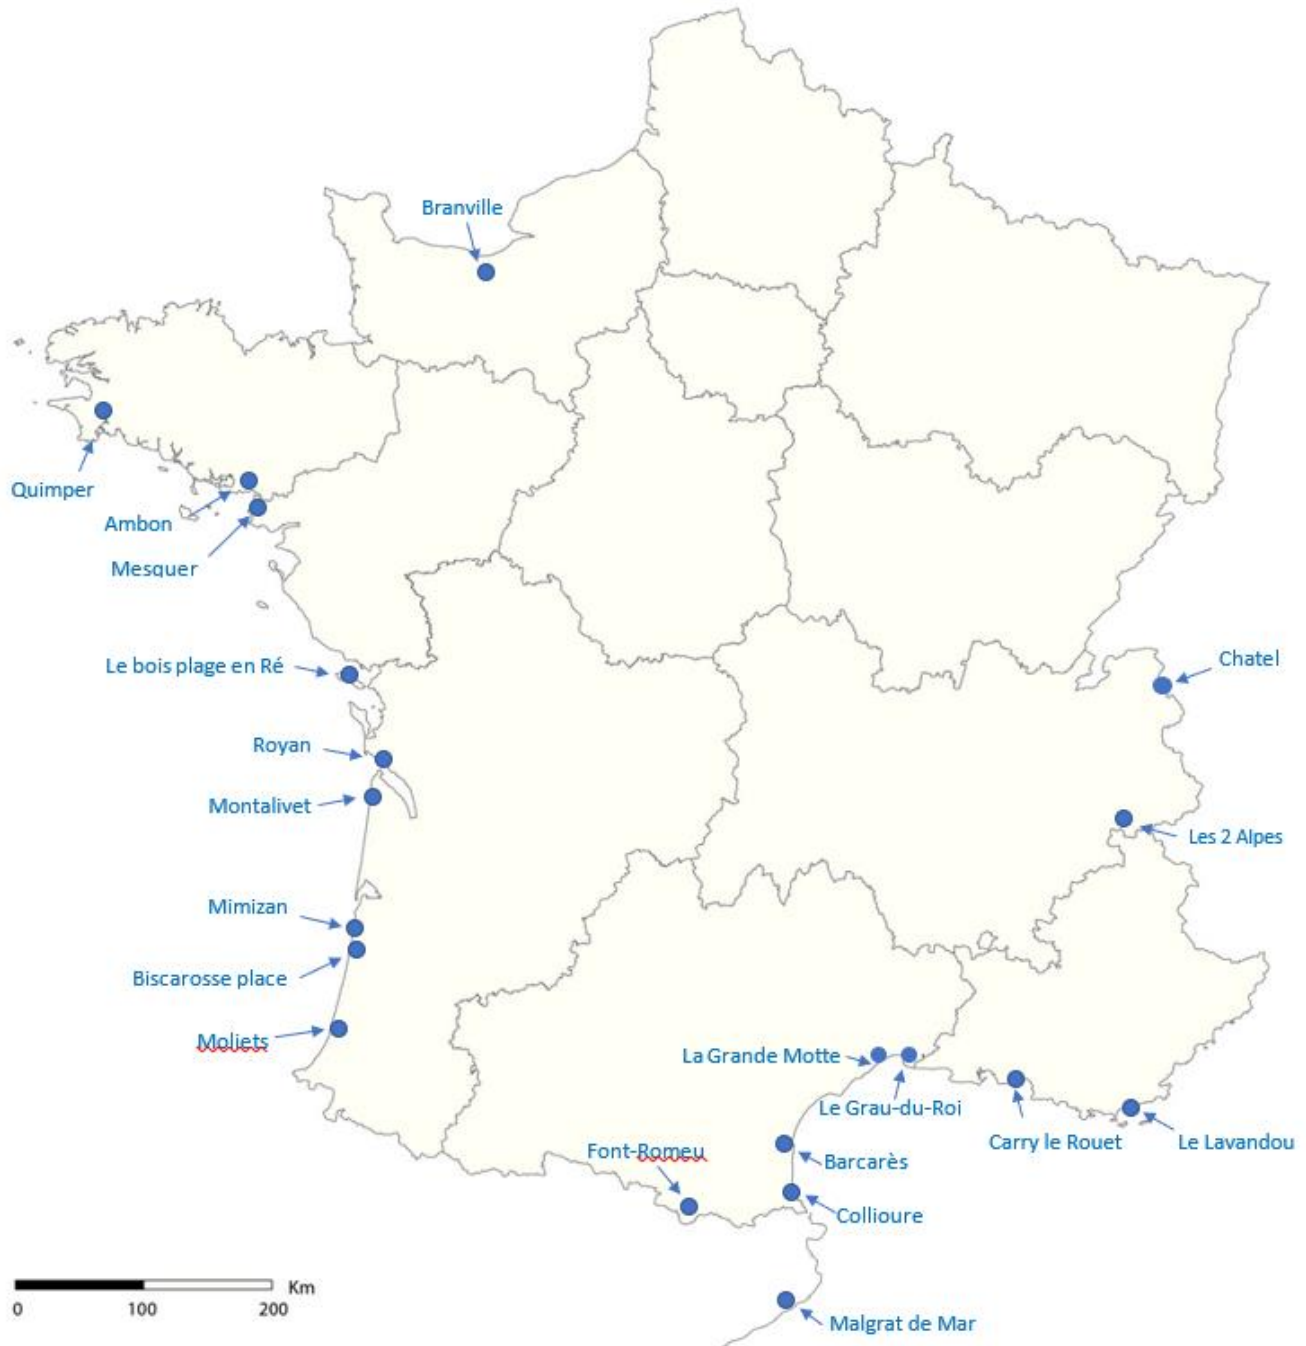 Branville
Quimper
Ambon
Mesquer
Le bois plage en Ré
Chatel
Royan
Montalivet
Les 2 Alpes
Mimizan
Biscarosse place
Moliets
La Grande Motte
Le Grau-du-Roi
Carry le Rouet
Le Lavandou
Font-Romeu
Barcarès
Collioure
Km
0 100 200
Malgrat de Mar